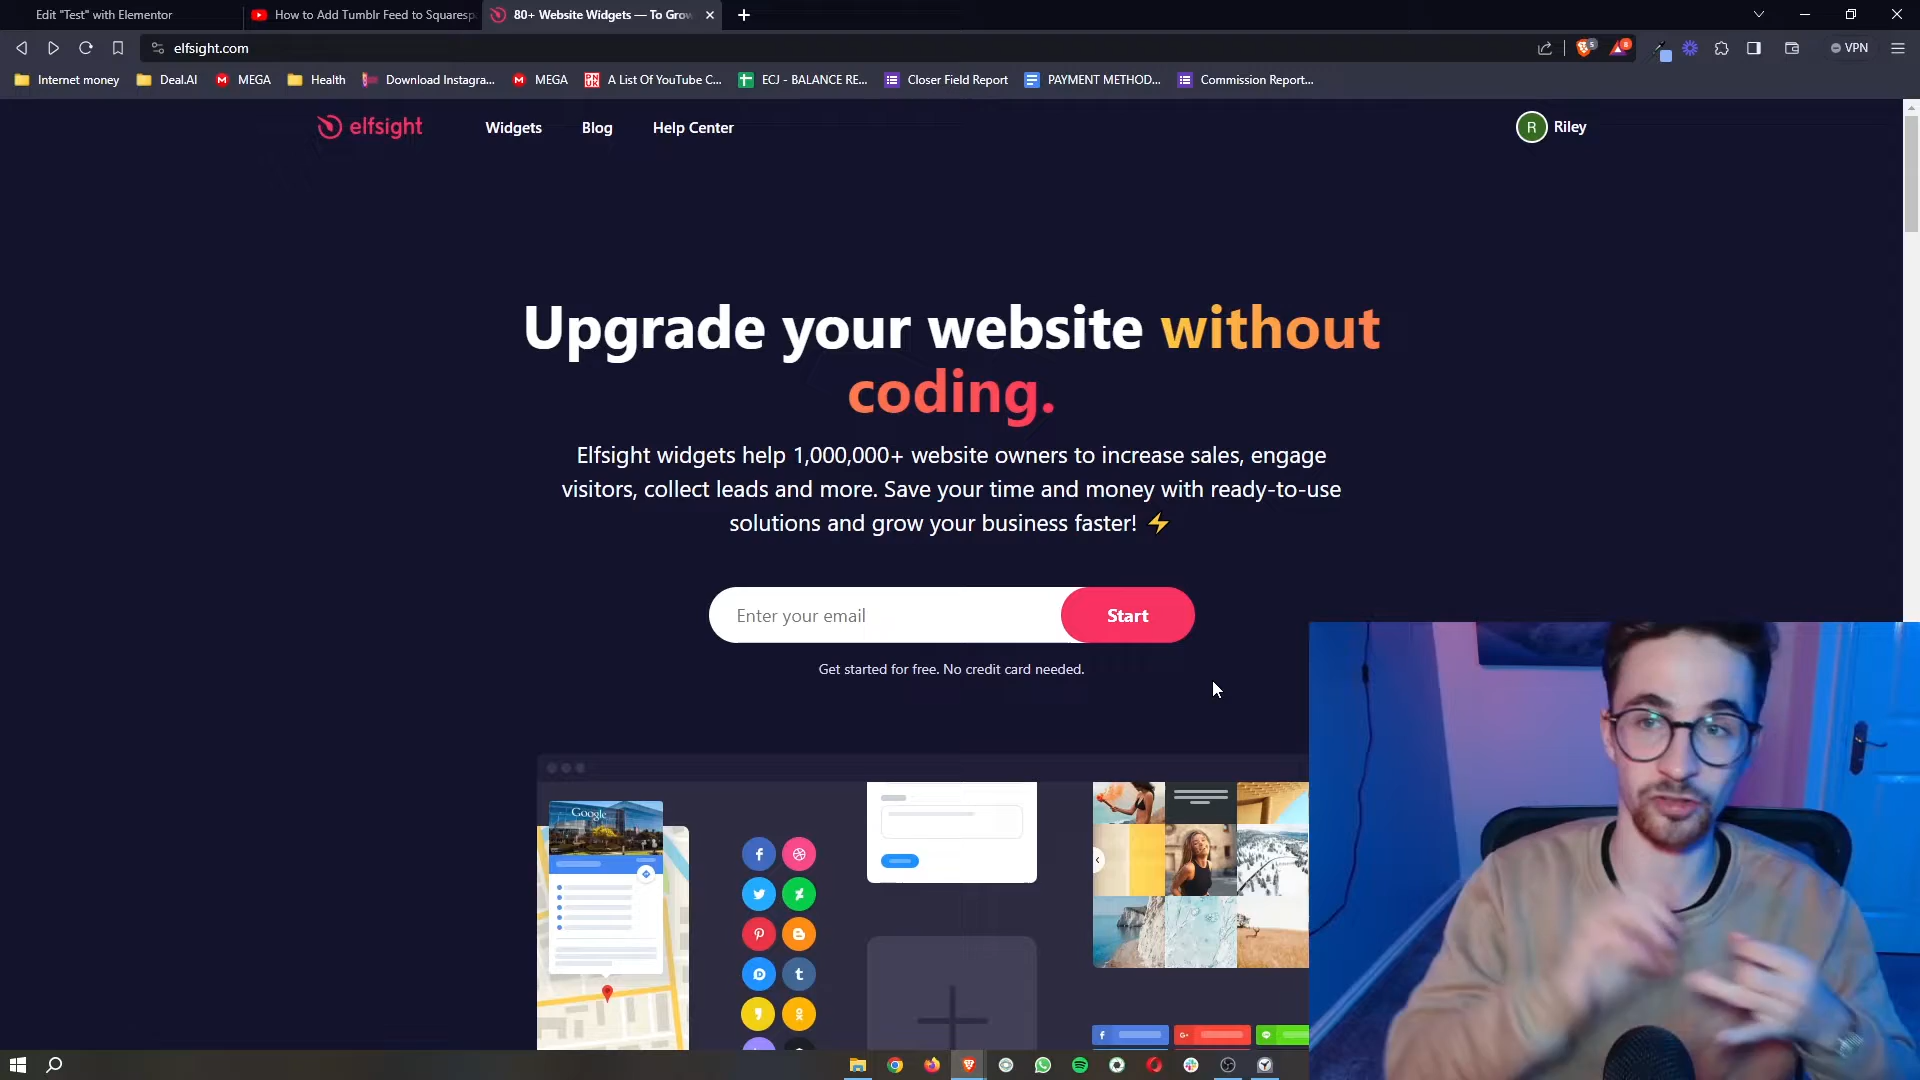 Edit "Test" with Elementor
How to Add Tumblr Feed to Squaresp
80+ Website Widgets — To Grow
elfsight.com
VPN
Internet money
Deal.AI
MEGA
Health
Download Instagra...
MEGA
A List Of YouTube C...
ECJ - BALANCE RE...
Closer Field Report
PAYMENT METHOD...
Commission Report...
elfsight
Widgets
Blog
Help Center
R
Riley
Upgrade your website without
coding.
Elfsight widgets help 1,000,000+ website owners to increase sales, engage
visitors, collect leads and more. Save your time and money with ready-to-use
solutions and grow your business faster! ⚡
Enter your email
Start
Get started for free. No credit card needed.
Google